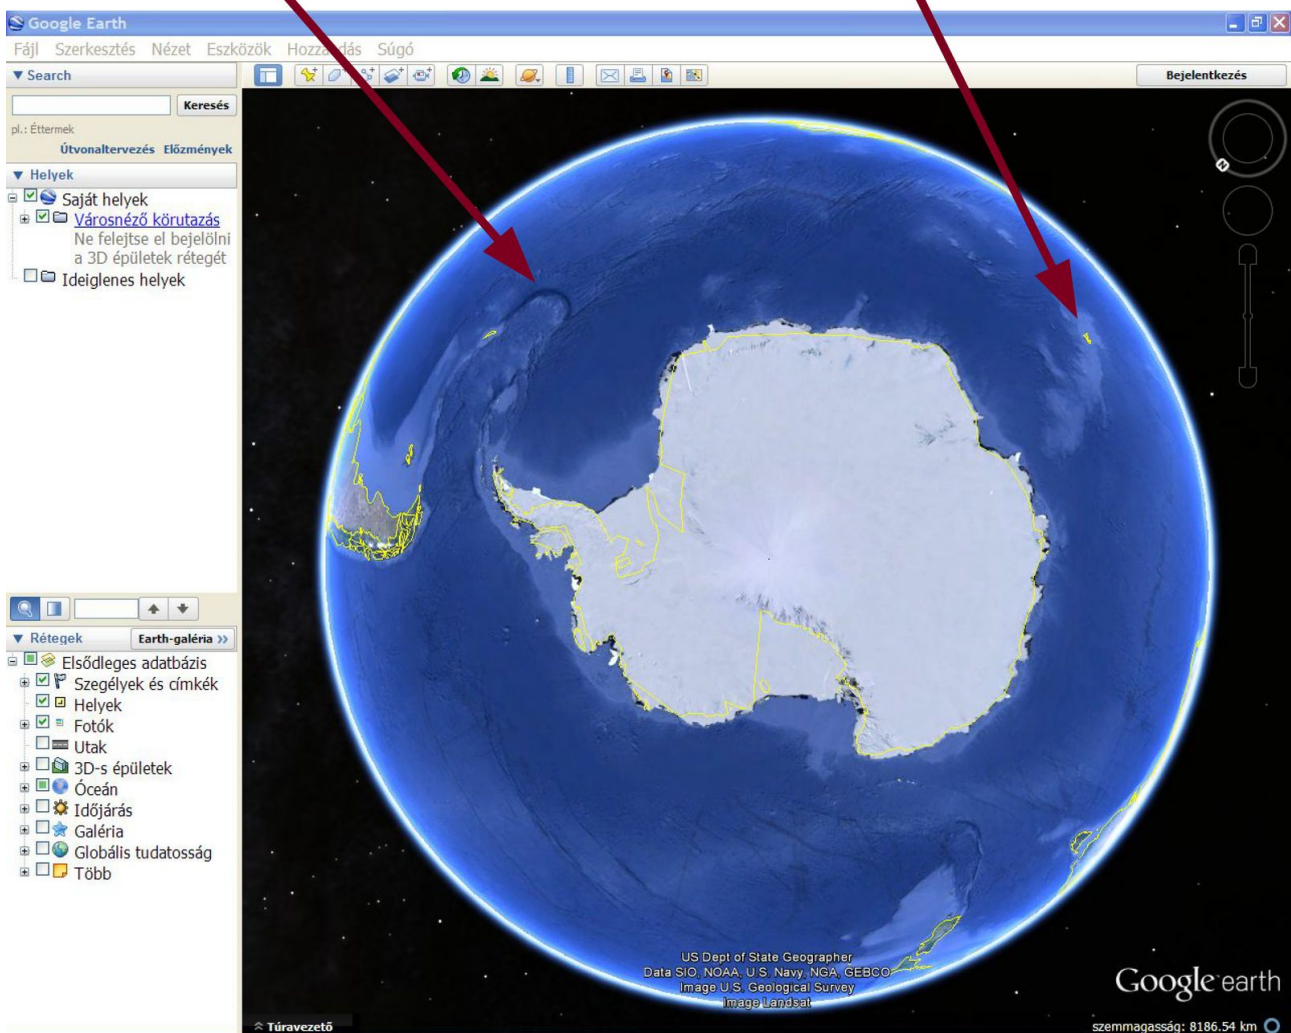 Google Earth
Fájl Szerkesztés Nézet Eszközök Hozzáadás Súgó
Search
Bejelentkezés
Keresés
pl.: Éttermek
Útvonaltervezés Előzmények
Helyek
Saját helyek
Városnéző körutazás
Ne felejtse el bejelölni
a 3D épületek rétegét
Ideiglenes helyek
N
Rétegek Earth-galéria »
Elsődleges adatbázis
Szegélyek és címkék
Helyek
Fotók
Utak
3D-s épületek
Óceán
Időjárás
Galéria
Globális tudatosság
Több
US Dept of State Geographer
Data SIO, NOAA, U.S. Navy, NGA, GEBCO
Image U.S. Geological Survey
Image Landsat
Google earth
Túravezető
szemmagasság: 8186.54 km